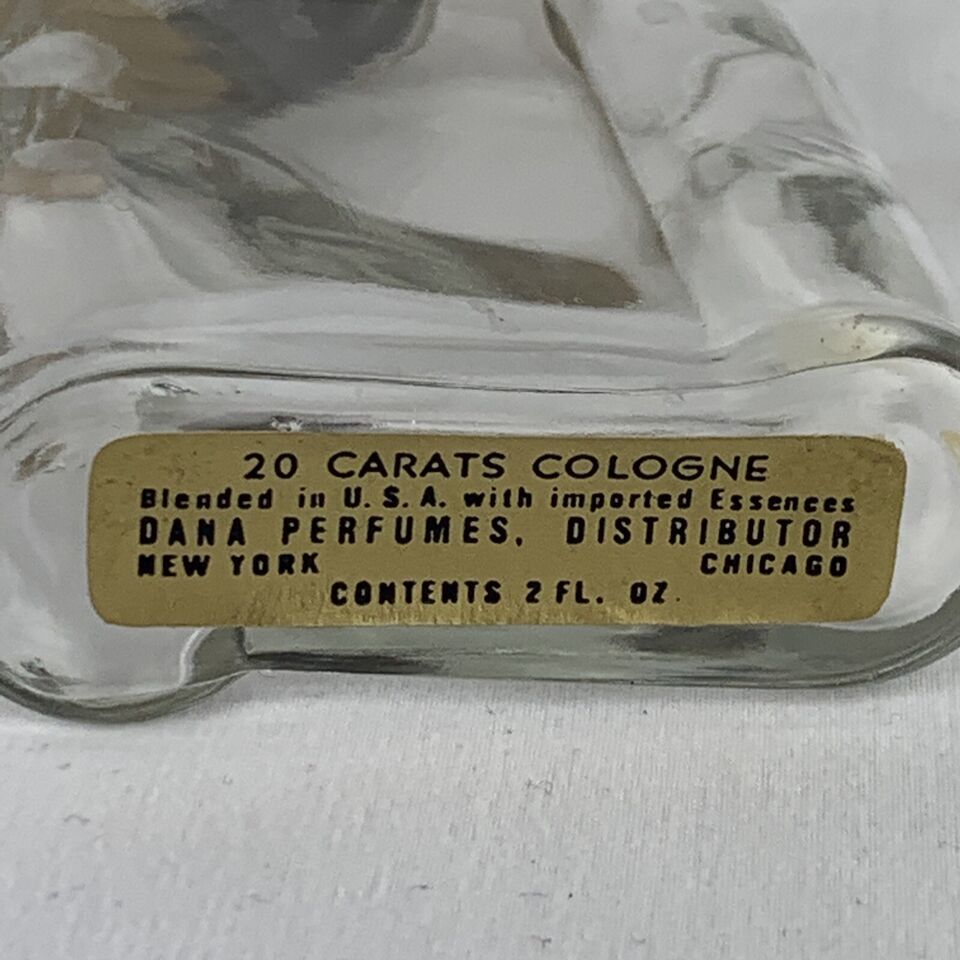 20 CARATS COLOGNE
Blended in U.S.A. with imported Essences
DANA PERFUMES, DISTRIBUTOR
NEW YORK CHICAGO
CONTENTS 2 FL. OZ.